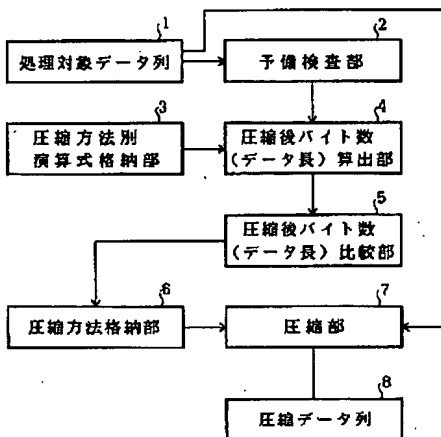 1
処理対象データ列
2
予備検査部
3
圧縮方法別
演算式格納部
4
圧縮後バイト数
(データ長)算出部
5
圧縮後バイト数
(データ長)比較部
6
圧縮方法格納部
7
圧縮部
8
圧縮データ列